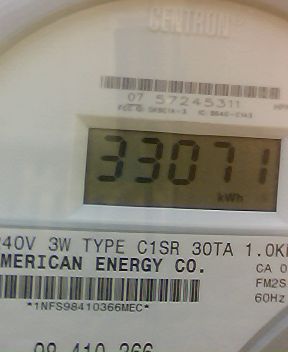 CENTRON
07 57245311
33071
kWh
240V 3W TYPE C1SR 30TA 1.0K
AMERICAN ENERGY CO.
CA 0
FM2S
60Hz
*1NFS98410366MEC*
98 410 366